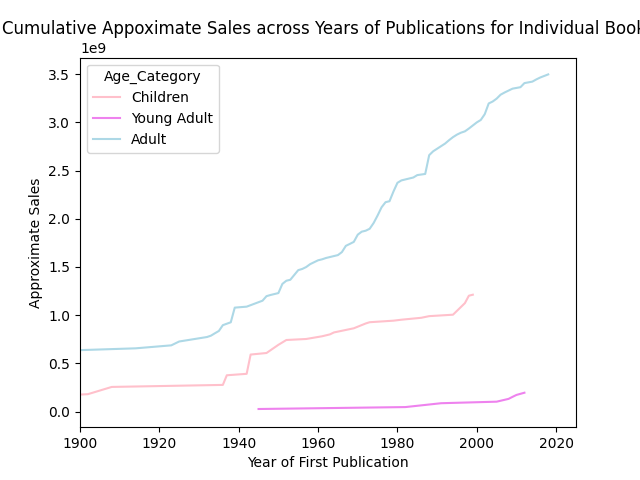 Cumulative Appoximate Sales across Years of Publications for Individual Book
1e9
Age_Category
Children
Young Adult
Adult
3.5
3.0
2.5
2.0
1.5
1.0
0.5
0.0
Approximate Sales
1900 1920 1940 1960 1980 2000 2020
Year of First Publication